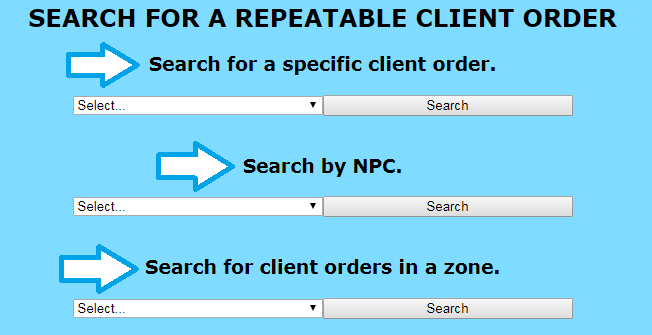 SEARCH FOR A REPEATABLE CLIENT ORDER
Search for a specific client order.
Select... Search
Search by NPC.
Select... Search
Search for client orders in a zone.
Select... Search